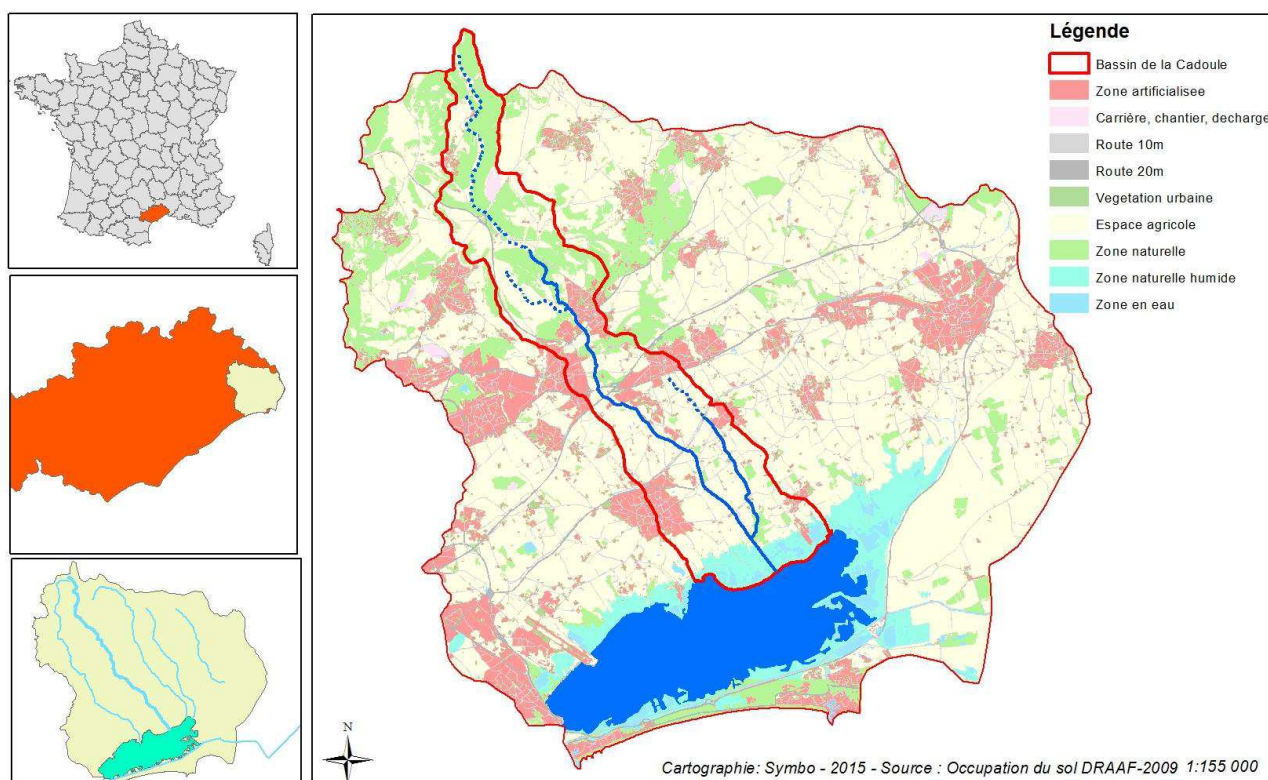 Légende
Bassin de la Cadoule
Zone artificialisee
Carrière, chantier, decharge
Route 10m
Route 20m
Vegetation urbaine
Espace agricole
Zone naturelle
Zone naturelle humide
Zone en eau
N
Cartographie: Symbo - 2015 - Source : Occupation du sol DRAAF-2009 1:155 000